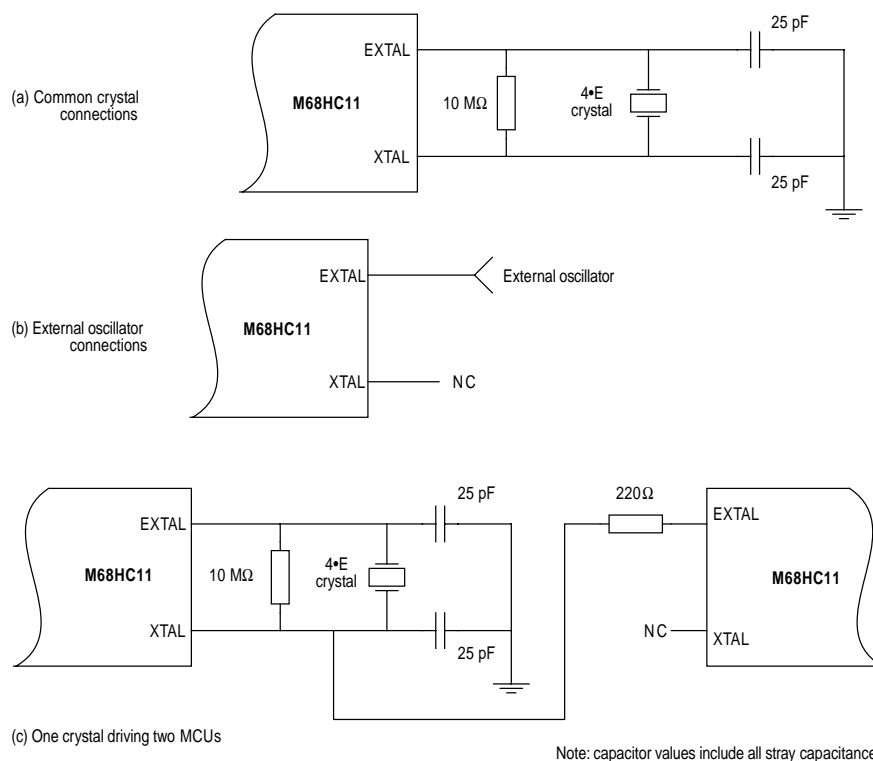 25 pF
EXTAL
(a) Common crystal
connections
M68HC11
10 MΩ
4•E
crystal
XTAL
25 pF
EXTAL
External oscillator
(b) External oscillator
connections
M68HC11
XTAL
NC
25 pF
220Ω
EXTAL
EXTAL
M68HC11
10 MΩ
4•E
crystal
M68HC11
XTAL
NC
XTAL
25 pF
(c) One crystal driving two MCUs
Note: capacitor values include all stray capacitance